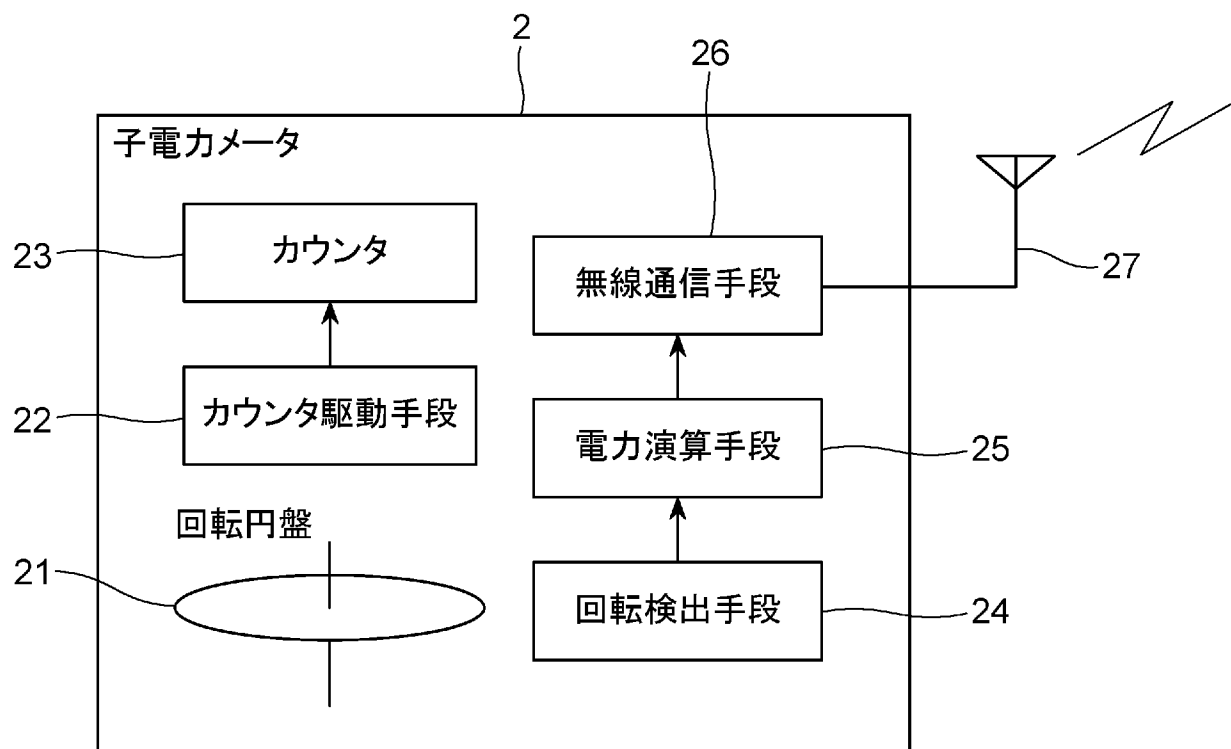 2
26
子電力メータ
カウンタ
23
無線通信手段
27
カウンタ駆動手段
22
電力演算手段
25
回転円盤
21
回転検出手段
24